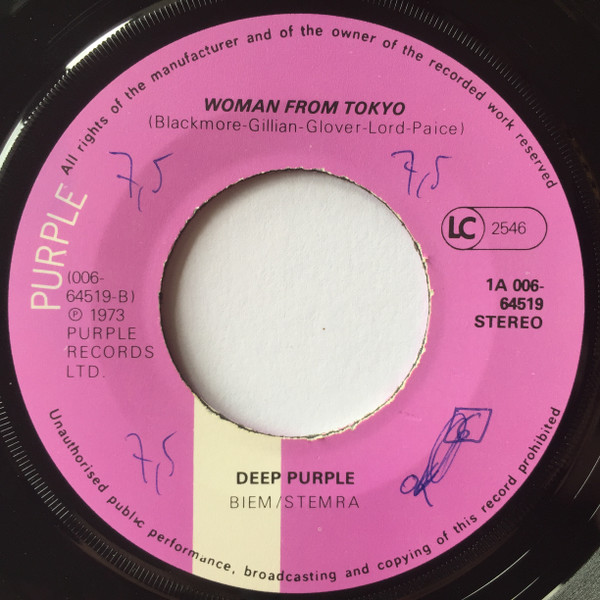 All rights of the manufacturer and of the owner of the recorded work reserved
WOMAN FROM TOKYO
(Blackmore-Gillian-Glover-Lord-Paice)
7,5
7,5
PURPLE
LC 2546
(006-
64519-B)
℗ 1973
PURPLE
RECORDS
LTD.
1A 006-
64519
STEREO
7,5
DEEP PURPLE
BIEM/STEMRA
Unauthorised public performance, broadcasting and copying of this record prohibited